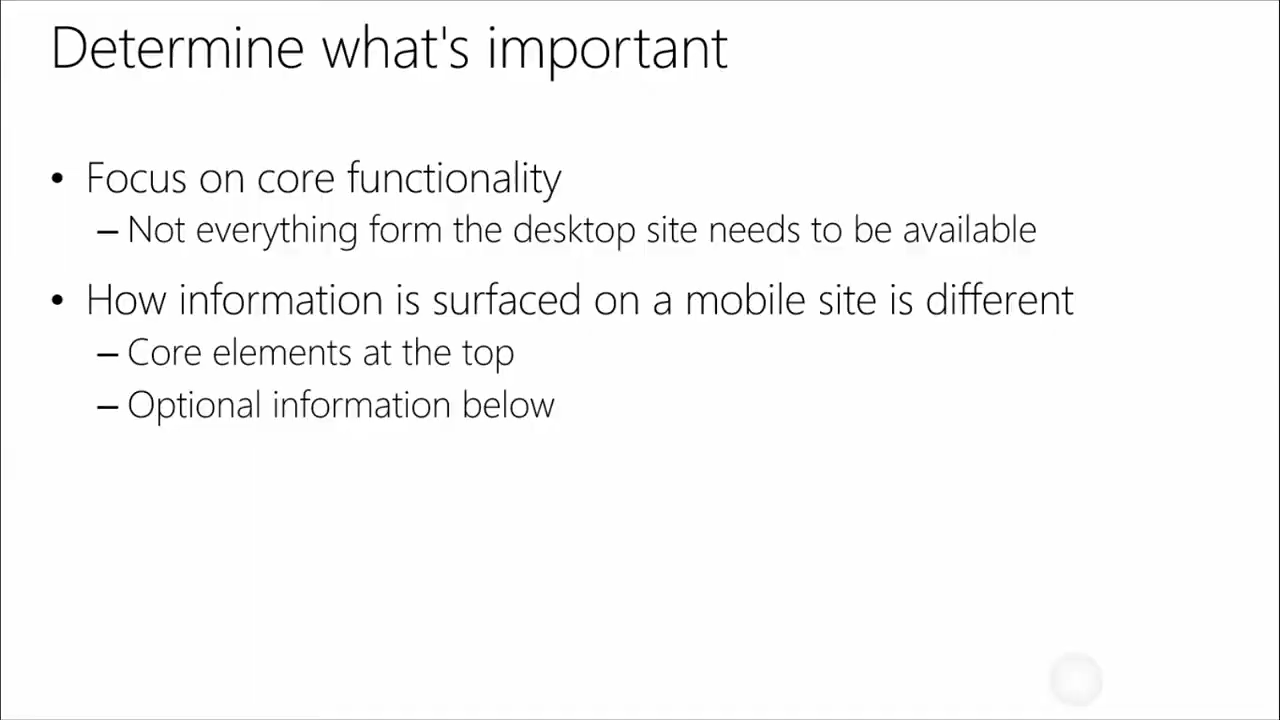 Determine what's important
• Focus on core functionality
– Not everything form the desktop site needs to be available
• How information is surfaced on a mobile site is different
– Core elements at the top
– Optional information below